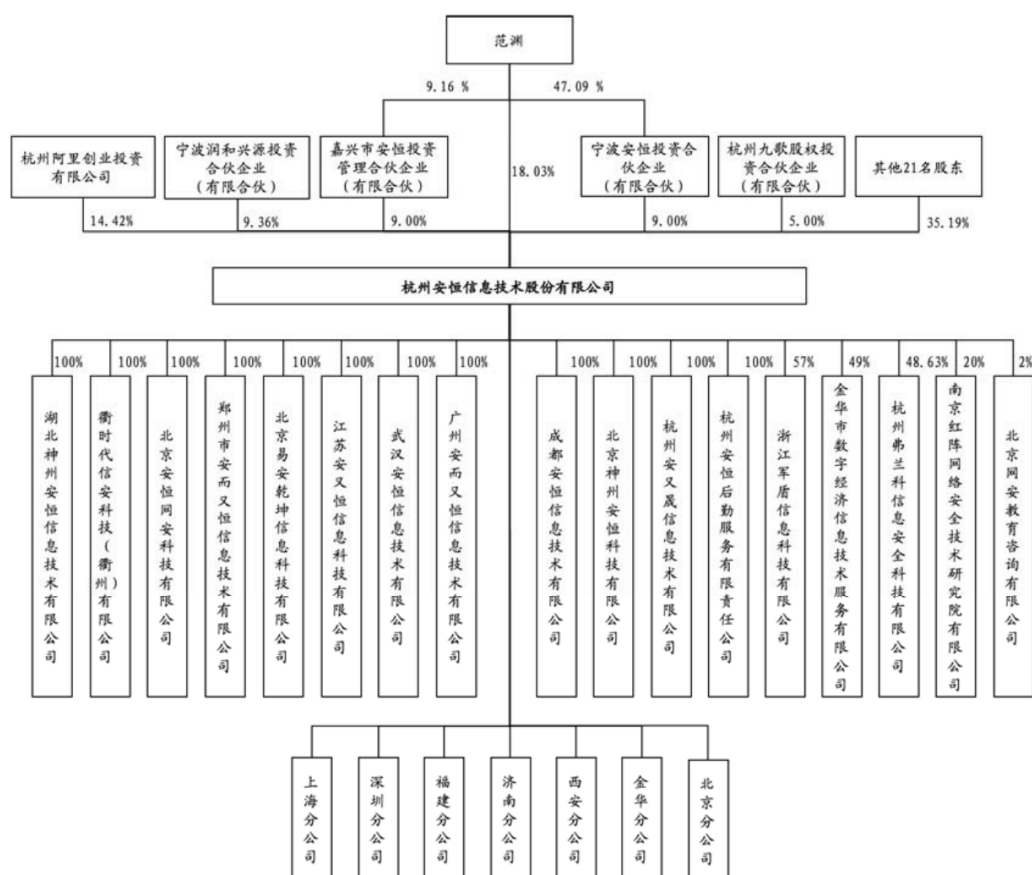 范渊
9.16 %
47.09 %
杭州阿里创业投资
有限公司
宁波润和兴源投资
合伙企业
(有限合伙)
嘉兴市安恒投资
管理合伙企业
(有限合伙)
18.03%
宁波安恒投资合
伙企业
(有限合伙)
杭州九歌股权投
资合伙企业
(有限合伙)
其他21名股东
14.42%
9.36%
9.00%
9.00%
5.00%
35.19%
杭州安恒信息技术股份有限公司
100%
100%
100%
100%
100%
100%
100%
100%
100%
100%
100%
100%
57%
49%
48.63%
20%
2%
湖北神州安恒信息技术有限公司
衢时代信安科技(衢州)有限公司
北京安恒网安科技有限公司
郑州市安而又恒信息技术有限公司
北京易安乾坤信息科技有限公司
江苏安又恒信息科技有限公司
武汉安恒信息技术有限公司
广州安而又恒信息技术有限公司
成都安恒信息技术有限公司
北京神州安恒科技有限公司
杭州安又晟信息技术有限公司
杭州安恒后勤服务有限责任公司
浙江军盾信息科技有限公司
金华市数字经济信息技术服务有限公司
杭州弗兰科信息安全科技有限公司
南京红阵网络安全技术研究院有限公司
北京网安教育咨询有限公司
上海分公司
深圳分公司
福建分公司
济南分公司
西安分公司
金华分公司
北京分公司